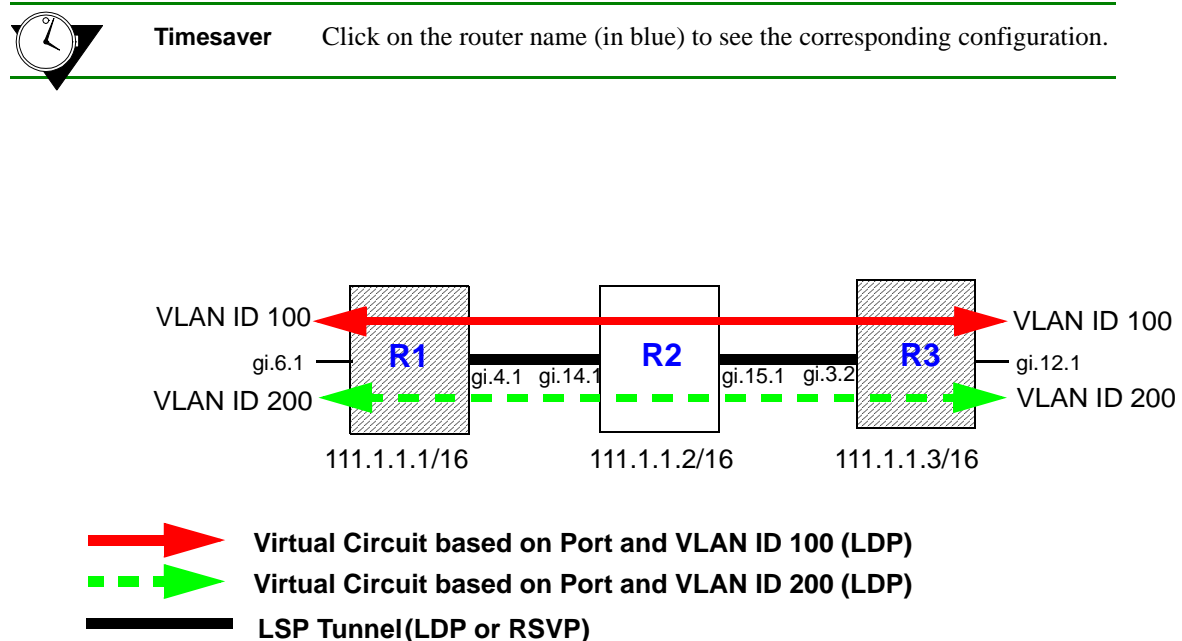 Timesaver Click on the router name (in blue) to see the corresponding configuration.
VLAN ID 100
VLAN ID 100
gi.6.1
R1
R2
R3
gi.12.1
gi.4.1
gi.14.1
gi.15.1
gi.3.2
VLAN ID 200
VLAN ID 200
111.1.1.1/16
111.1.1.2/16
111.1.1.3/16
Virtual Circuit based on Port and VLAN ID 100 (LDP)
Virtual Circuit based on Port and VLAN ID 200 (LDP)
LSP Tunnel(LDP or RSVP)